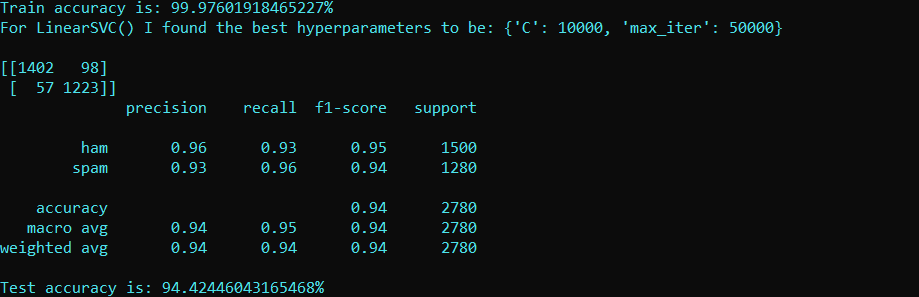 Train accuracy is: 99.97601918465227%
For LinearSVC() I found the best hyperparameters to be: {'C': 10000, 'max_iter': 50000}
[[1402   98]
 [  57 1223]]
              precision    recall  f1-score   support
         ham       0.96      0.93      0.95      1500
        spam       0.93      0.96      0.94      1280
    accuracy                           0.94      2780
   macro avg       0.94      0.95      0.94      2780
weighted avg       0.94      0.94      0.94      2780
Test accuracy is: 94.42446043165468%